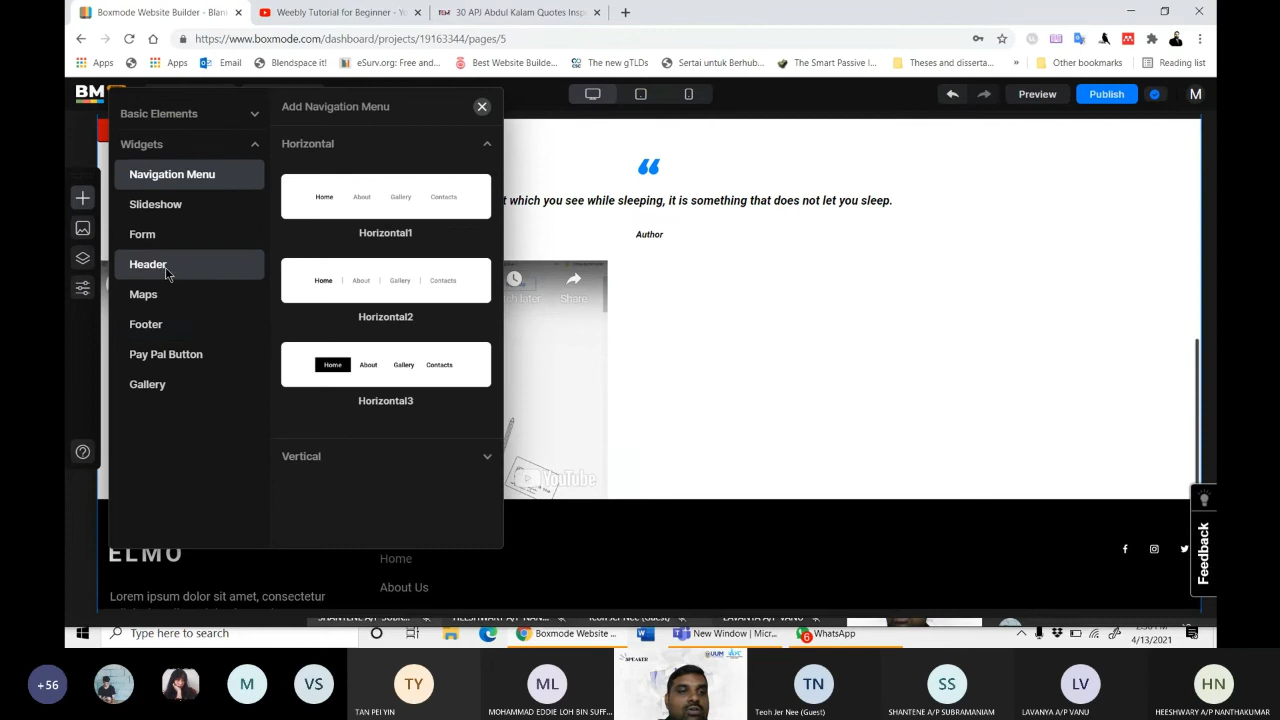 Boxmode Website Builder - Blan
Weebly Tutorial for Beginner - Yo
30 APJ Abdul Kalam Quotes Insp
https://www.boxmode.com/dashboard/projects/19163344/pages/5
Apps
Apps
Email
Blendspace it!
eSurv.org: Free and...
Best Website Builde...
The new gTLDs
Sertai untuk Berhub...
The Smart Passive I...
Theses and disserta...
»
Other bookmarks
Reading list
BM
Preview
Publish
M
Basic Elements
Widgets
Navigation Menu
Slideshow
Form
Header
Maps
Footer
Pay Pal Button
Gallery
Add Navigation Menu
Horizontal
Home About Gallery Contacts
Horizontal1
Home | About | Gallery | Contacts
Horizontal2
Home About Gallery Contacts
Horizontal3
Vertical
“
t which you see while sleeping, it is something that does not let you sleep.
Author
tch later
Share
YouTube
Feedback
ELMO
Home
About Us
Lorem ipsum dolor sit amet, consectetur
Type here to search
Boxmode Website ...
New Window | Micr...
6
WhatsApp
4/13/2021
+56
M
VS
TY
TAN PEI YIN
ML
MOHAMMAD EDDIE LOH BIN SUFF...
SPEAKER
UUM
TN
Teoh Jer Nee (Guest)
SS
SHANTENE A/P SUBRAMANIAM
LV
LAVANYA A/P VANU
HN
HEESHWARY A/P NANTHAKUMAR